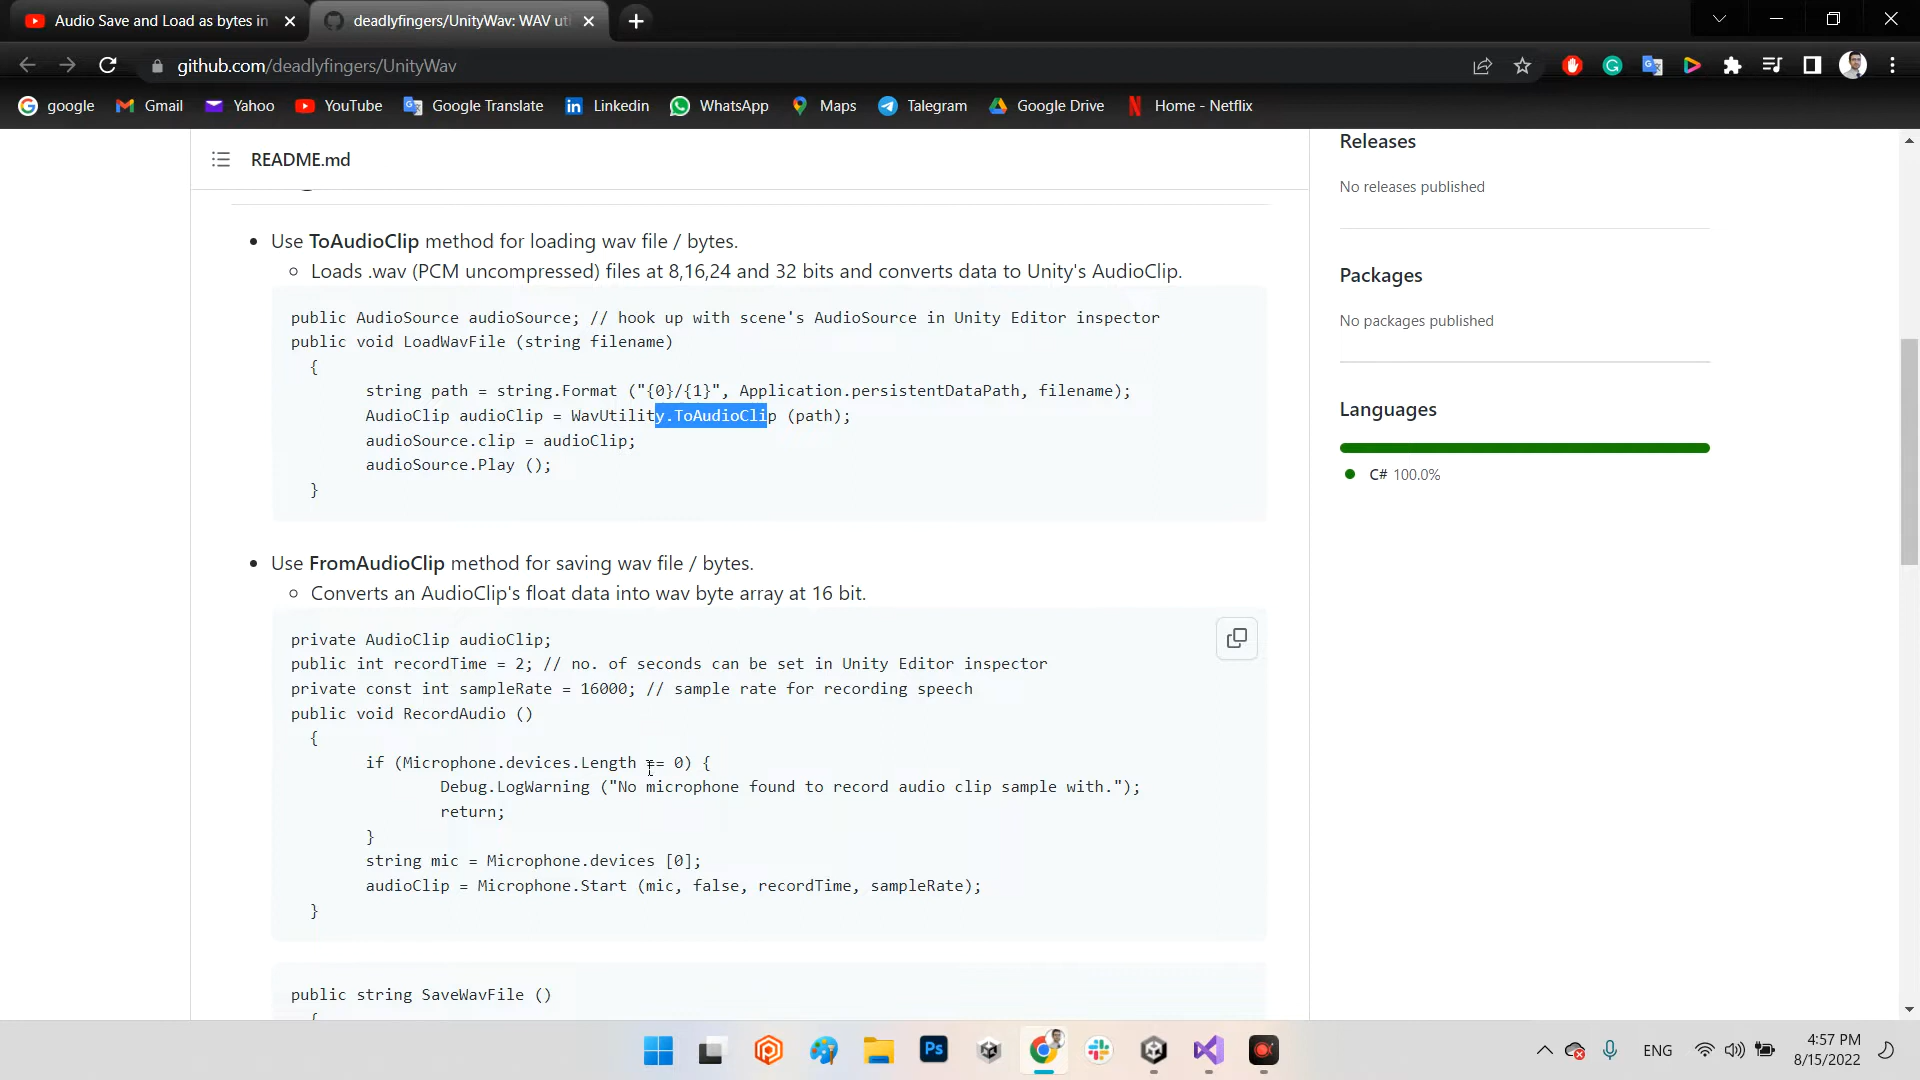 Audio Save and Load as bytes in
deadlyfingers/UnityWav: WAV uti
github.com/deadlyfingers/UnityWav
google
Gmail
Yahoo
YouTube
Google Translate
Linkedin
WhatsApp
Maps
Telegram
Google Drive
Home - Netflix
README.md
• Use ToAudioClip method for loading wav file / bytes.
○ Loads .wav (PCM uncompressed) files at 8,16,24 and 32 bits and converts data to Unity's AudioClip.
public AudioSource audioSource; // hook up with scene's AudioSource in Unity Editor inspector
public void LoadWavFile (string filename)
{
string path = string.Format ("{0}/{1}", Application.persistentDataPath, filename);
AudioClip audioClip = WavUtility.ToAudioClip (path);
audioSource.clip = audioClip;
audioSource.Play ();
}
• Use FromAudioClip method for saving wav file / bytes.
○ Converts an AudioClip's float data into wav byte array at 16 bit.
private AudioClip audioClip;
public int recordTime = 2; // no. of seconds can be set in Unity Editor inspector
private const int sampleRate = 16000; // sample rate for recording speech
public void RecordAudio ()
{
if (Microphone.devices.Length == 0) {
Debug.LogWarning ("No microphone found to record audio clip sample with.");
return;
}
string mic = Microphone.devices [0];
audioClip = Microphone.Start (mic, false, recordTime, sampleRate);
}
public string SaveWavFile ()
{
Releases
No releases published
Packages
No packages published
Languages
C# 100.0%
Ps
ENG
4:57 PM
8/15/2022